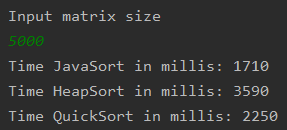 Input matrix size
5000
Time JavaSort in millis: 1710
Time HeapSort in millis: 3590
Time QuickSort in millis: 2250